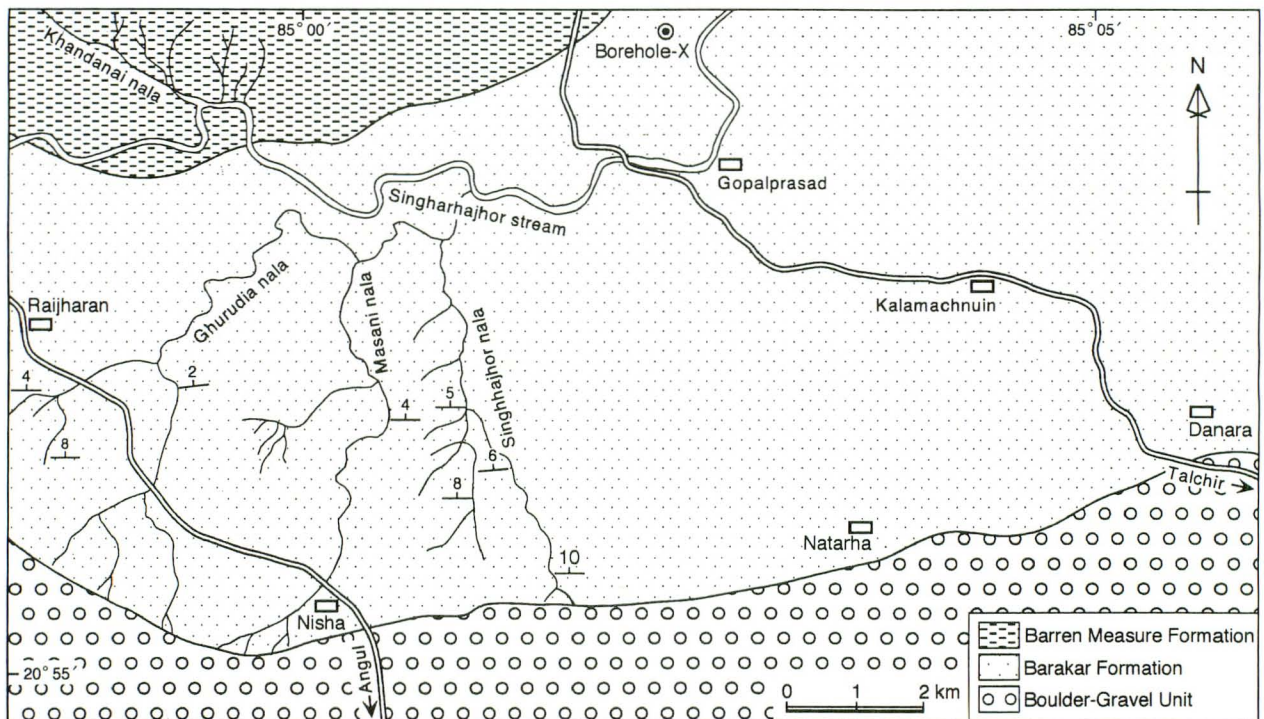 85° 00´
85° 05´
Khandanai nala
Borehole-X
N
Gopalprasad
Singharhajhor stream
Raijharan
Ghurudia nala
Masani nala
Singhhajhor nala
Kalamachnuin
4
2
4
5
8
6
8
Danara
Talchir
Natarha
10
Nisha
Angul
20° 55´
0 1 2 km
Barren Measure Formation
Barakar Formation
Boulder-Gravel Unit